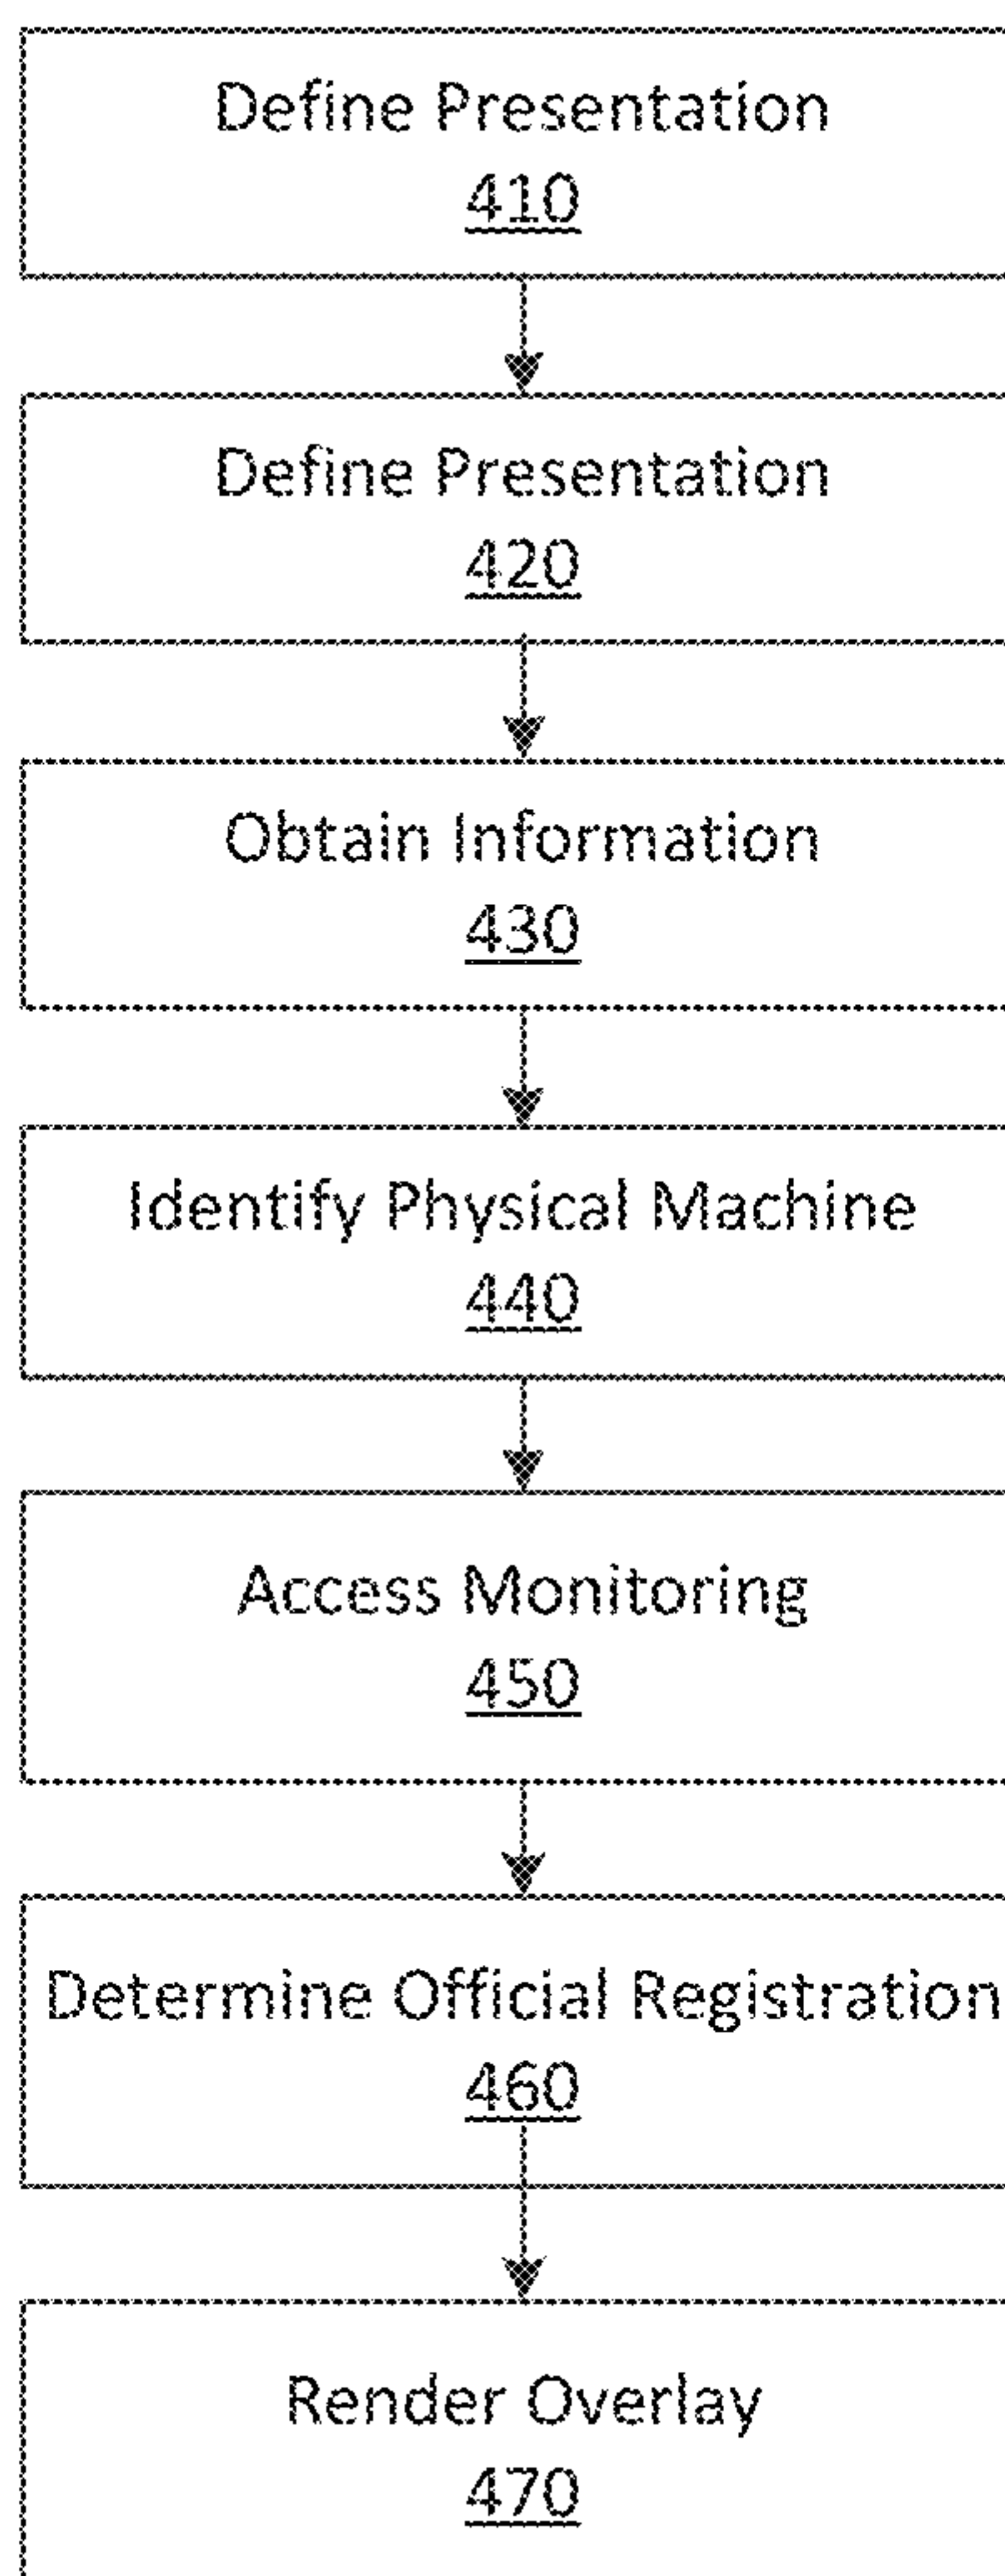 Define Presentation
410
Define Presentation
420
Obtain Information
430
Identify Physical Machine
440
Access Monitoring
450
Determine Official Registration
460
Render Overlay
470